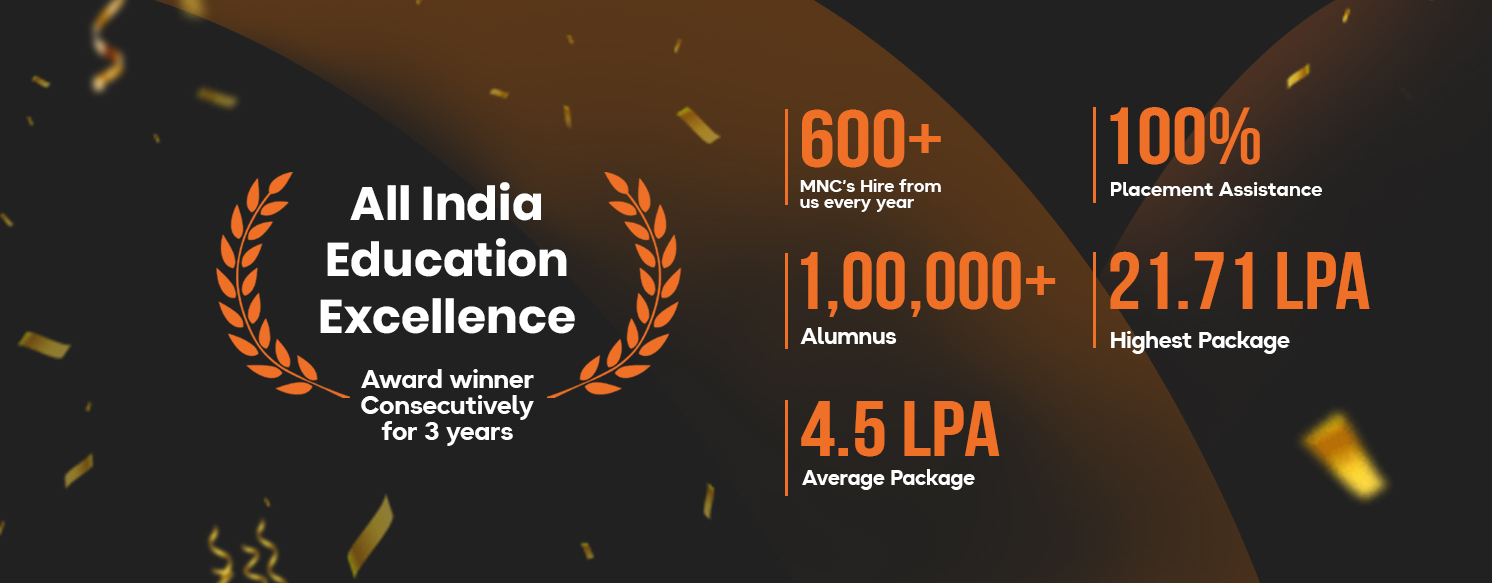 All India
Education
Excellence
Award winner
Consecutively
for 3 years
600+
MNC's Hire from
us every year
100%
Placement Assistance
1,00,000+
Alumnus
21.71 LPA
Highest Package
4.5 LPA
Average Package